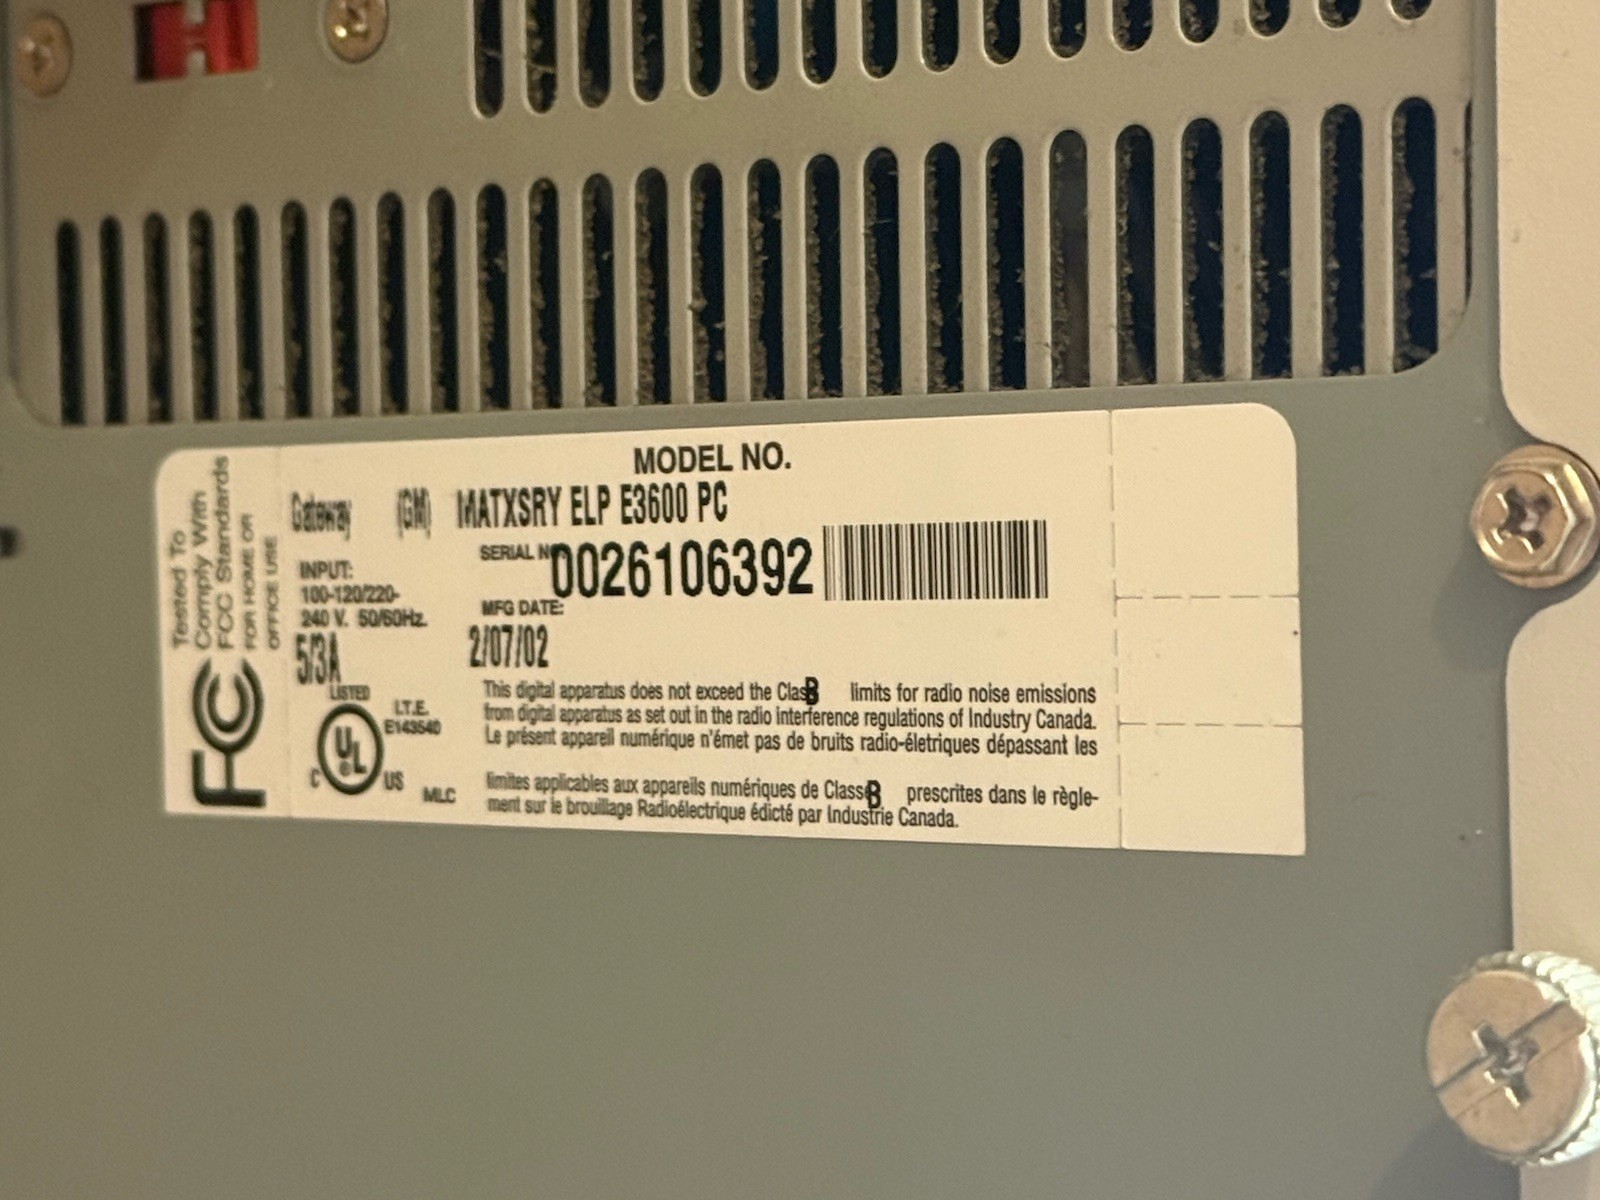 Tested To
Comply With
FCC Standards
FOR HOME OR
OFFICE USE
FC
MODEL NO.
Gateway (GM) MATXSRY ELP E3600 PC
SERIAL NO 0026106392
INPUT:
100-120/220-
240 V. 50/60Hz.
5/3A
MFG DATE:
2/07/02
LISTED
UL
C US
I.T.E.
E143540
MLC
This digital apparatus does not exceed the Class B limits for radio noise emissions
from digital apparatus as set out in the radio interference regulations of Industry Canada.
Le présent appareil numérique n'émet pas de bruits radio-életriques dépassant les
limites applicables aux appareils numériques de Classe B prescrites dans le règle-
ment sur le brouillage Radioélectrique édicté par Industrie Canada.